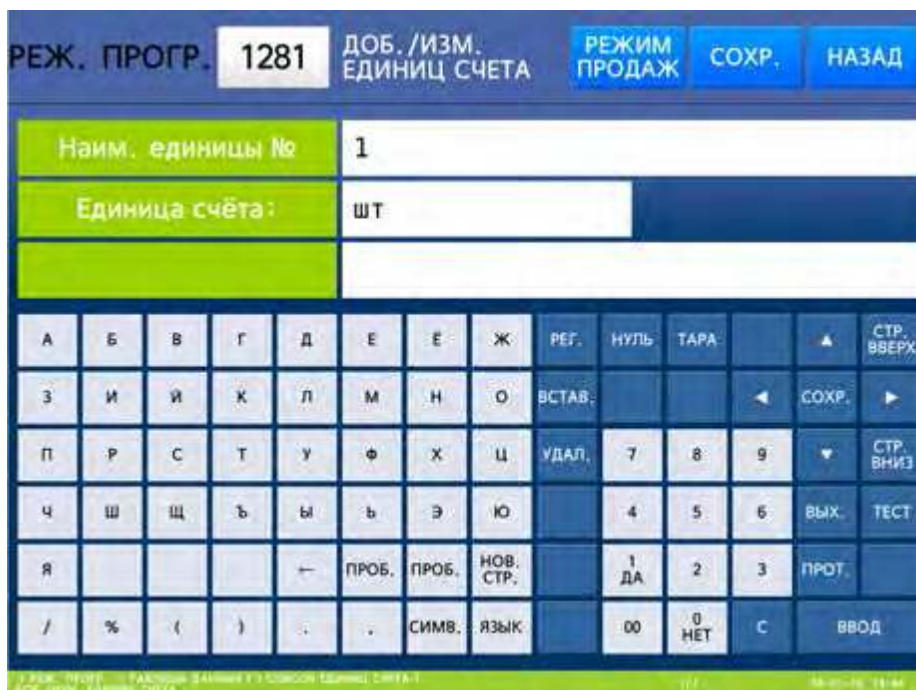 РЕЖ. ПРОГР. 1281 ДОБ./ИЗМ. ЕДИНИЦ СЧЕТА РЕЖИМ ПРОДАЖ СОХР. НАЗАД
Наим. единицы № 1
Единица счёта: шт
А Б В Г Д Е Ё Ж РЕГ. НУЛЬ ТАРА ▲ СТР. ВВЕРХ
З И Й К Л М Н О ВСТАВ. ◄ СОХР. ►
П Р С Т У Ф Х Ц УДАЛ. 7 8 9 ▼ СТР. ВНИЗ
Ч Ш Щ Ъ Ы Ь Э Ю 4 5 6 ВЫХ. ТЕСТ
Я ← ПРОБ. ПРОБ. НОВ. СТР. 1 ДА 2 3 ПРОТ.
/ % ( ) . . СИМВ. ЯЗЫК 00 0 НЕТ С ВВОД